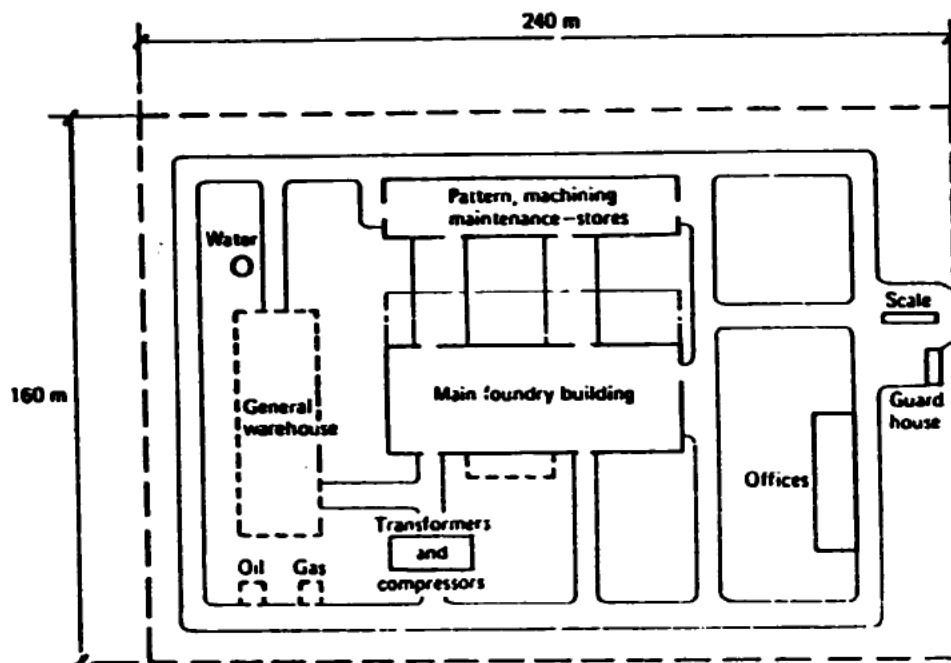 240 m
Pattern, machining
maintenance-stores
Water
Scale
160 m
General
warehouse
Main foundry building
Guard
house
Offices
Transformers
and
compressors
Oil
Gas